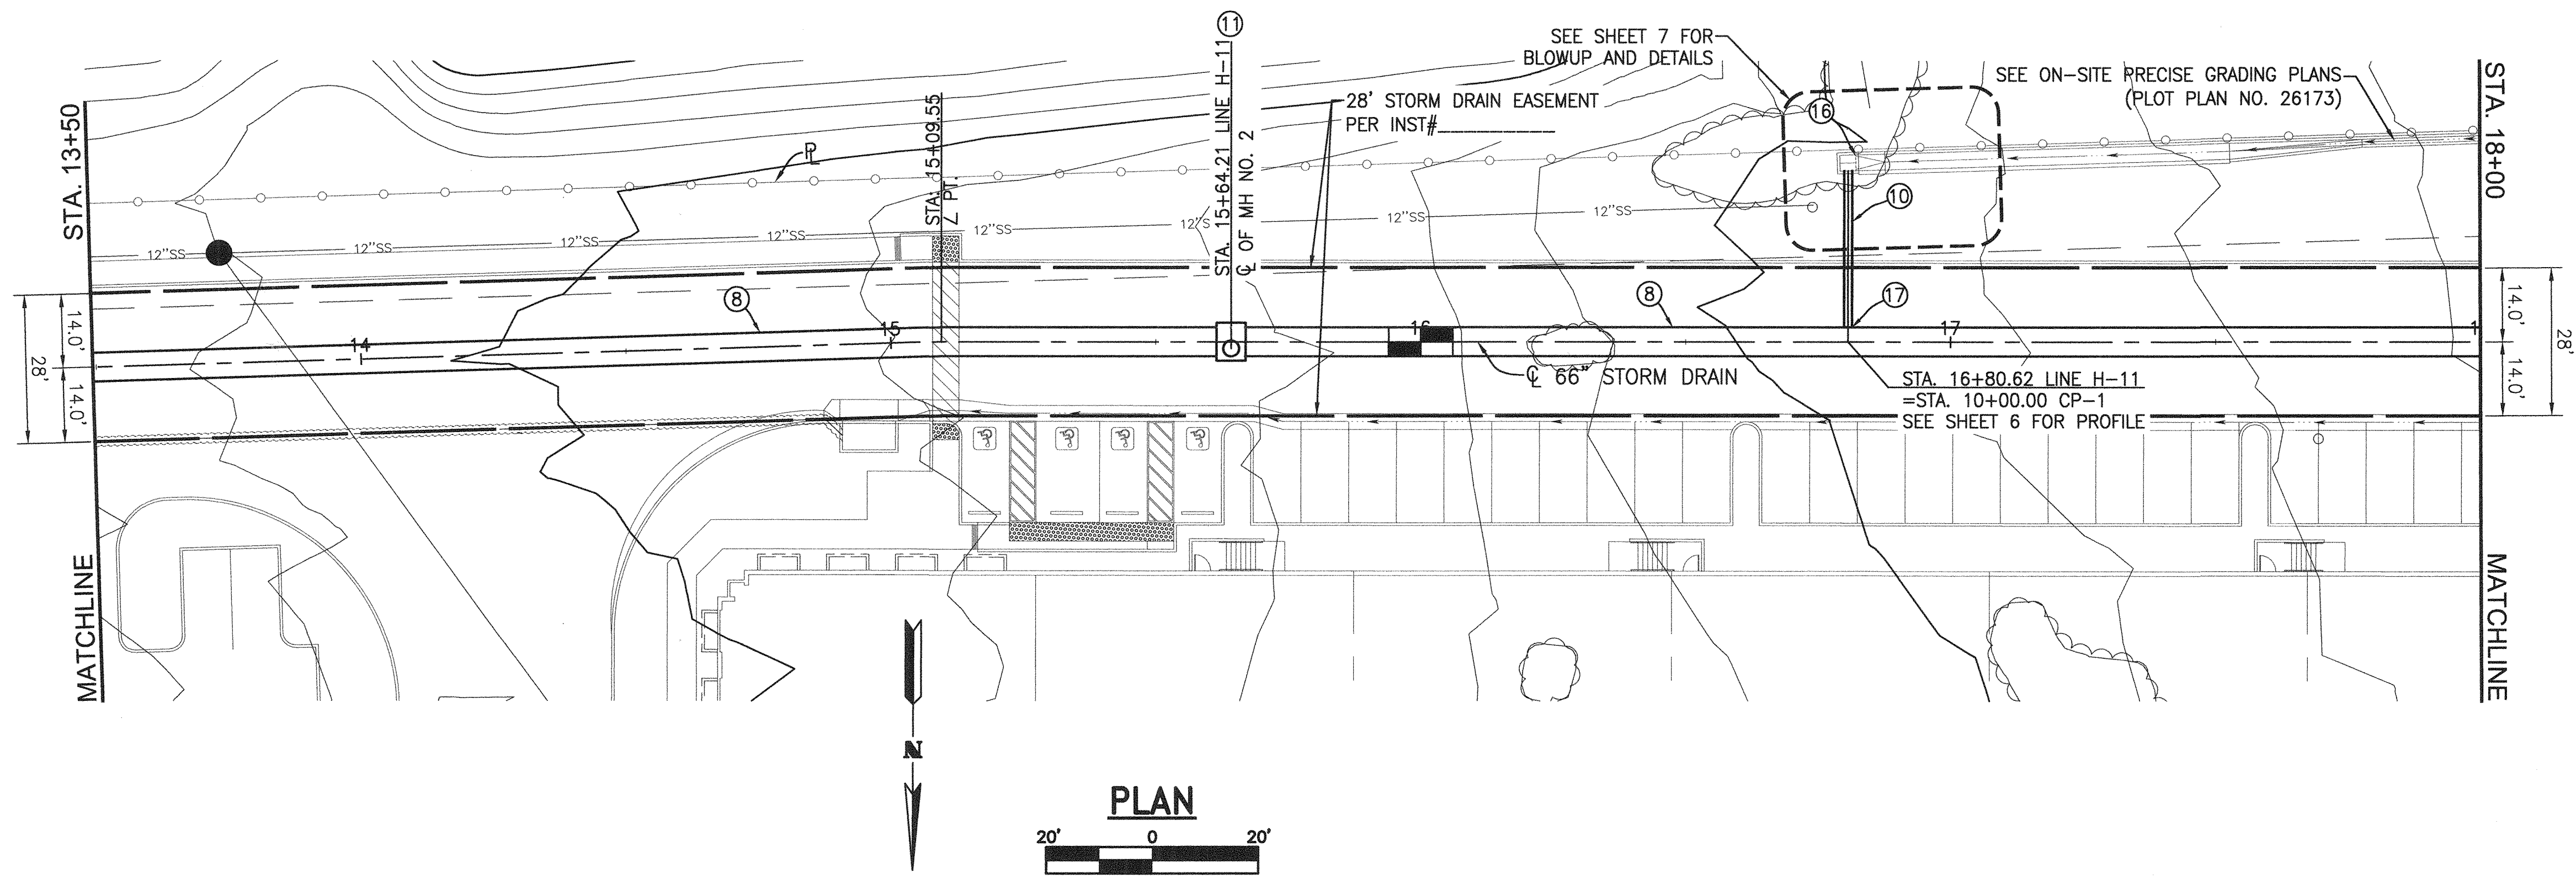 11
SEE SHEET 7 FOR
BLOWUP AND DETAILS
SEE ON-SITE PRECISE GRADING PLANS
(PLOT PLAN NO. 26173)
STA. 13+50
STA. 18+00
28' STORM DRAIN EASEMENT
PER INST#__________
16
STA: 15+09.55
∠ PT.
STA. 15+64.21 LINE H-11
℄ OF MH NO. 2
PL
10
12"SS
12"SS
12"SS
12"SS
12"SS
12"S
12"SS
12"SS
8
8
17
14
15
16
17
1
14.0'
14.0'
28'
14.0'
14.0'
28'
℄ 66" STORM DRAIN
STA. 16+80.62 LINE H-11
=STA. 10+00.00 CP-1
SEE SHEET 6 FOR PROFILE
MATCHLINE
MATCHLINE
N
PLAN
20' 0 20'